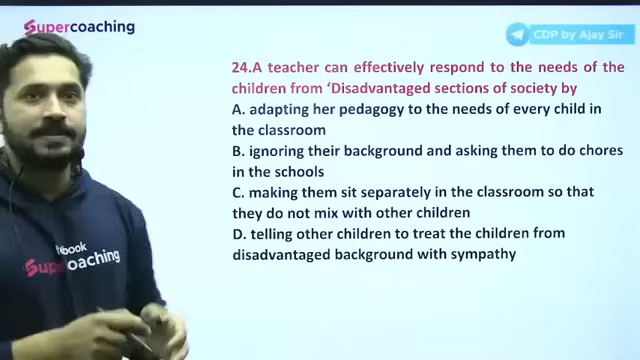 Supercoaching
CDP by Ajay Sir
24.A teacher can effectively respond to the needs of the
children from ‘Disadvantaged sections of society by
A. adapting her pedagogy to the needs of every child in
the classroom
B. ignoring their background and asking them to do chores
in the schools
C. making them sit separately in the classroom so that
they do not mix with other children
D. telling other children to treat the children from
disadvantaged background with sympathy
book
Supercoaching